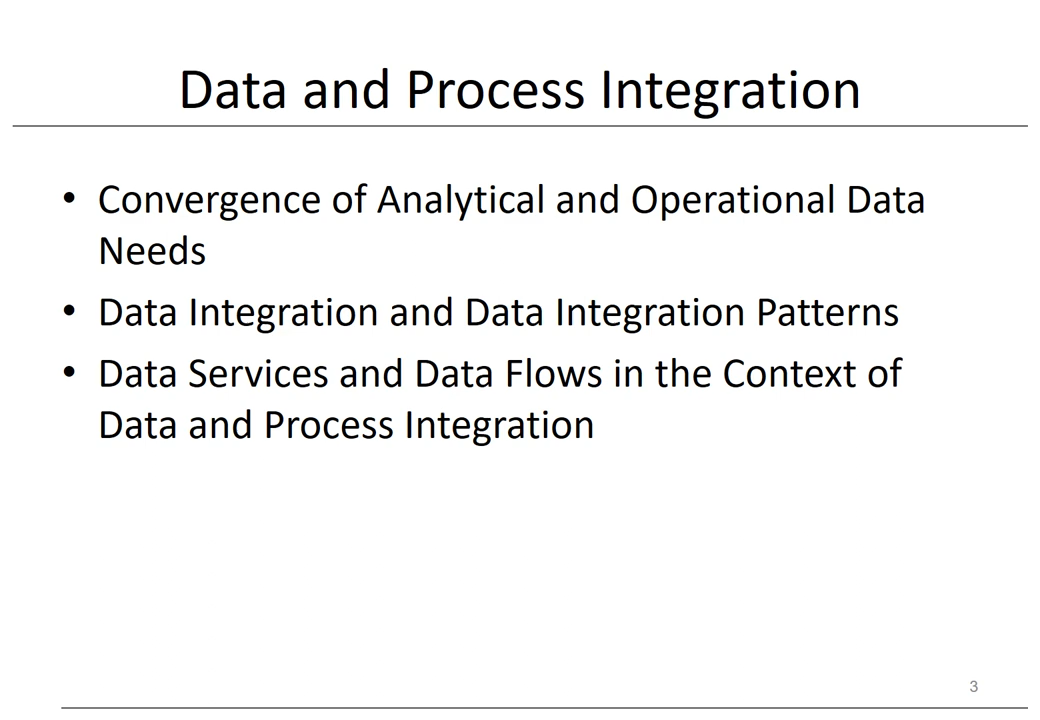 Data and Process Integration
• Convergence of Analytical and Operational Data
Needs
• Data Integration and Data Integration Patterns
• Data Services and Data Flows in the Context of
Data and Process Integration
3